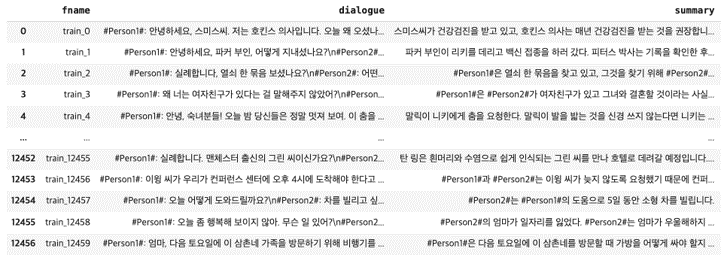 fname dialogue summary
0 train_0 #Person1#: 안녕하세요, 스미스씨. 저는 호킨스 의사입니다. 오늘 왜 오셨나... 스미스씨가 건강검진을 받고 있고, 호킨스 의사는 매년 건강검진을 받는 것을 권장합니...
1 train_1 #Person1#: 안녕하세요, 파커 부인, 어떻게 지내셨나요?\n#Person2#... 파커 부인이 리키를 데리고 백신 접종을 하러 갔다. 피터스 박사는 기록을 확인한 후...
2 train_2 #Person1#: 실례합니다, 열쇠 한 묶음 보셨나요?\n#Person2#: 어떤... #Person1#은 열쇠 한 묶음을 찾고 있고, 그것을 찾기 위해 #Person2#...
3 train_3 #Person1#: 왜 너는 여자친구가 있다는 걸 말해주지 않았어?\n#Person... #Person1#은 #Person2#가 여자친구가 있고 그녀와 결혼할 것이라는 사실...
4 train_4 #Person1#: 안녕, 숙녀분들! 오늘 밤 당신들은 정말 멋져 보여. 이 춤을 ... 말릭이 니키에게 춤을 요청한다. 말릭이 발을 밟는 것을 신경 쓰지 않는다면 니키는 ...
... ... ... ...
12452 train_12455 #Person1#: 실례합니다. 맨체스터 출신의 그린 씨이신가요?\n#Person2... 탄 링은 흰머리와 수염으로 쉽게 인식되는 그린 씨를 만나 호텔로 데려갈 예정입니다....
12453 train_12456 #Person1#: 이윙 씨가 우리가 컨퍼런스 센터에 오후 4시에 도착해야 한다고 ... #Person1#과 #Person2#는 이윙 씨가 늦지 않도록 요청했기 때문에 컨퍼...
12454 train_12457 #Person1#: 오늘 어떻게 도와드릴까요?\n#Person2#: 차를 빌리고 싶... #Person2#는 #Person1#의 도움으로 5일 동안 소형 차를 빌립니다.
12455 train_12458 #Person1#: 오늘 좀 행복해 보이지 않아. 무슨 일 있어?\n#Person2... #Person2#의 엄마가 일자리를 잃었다. #Person2#는 엄마가 우울해하지 ...
12456 train_12459 #Person1#: 엄마, 다음 토요일에 이 삼촌네 가족을 방문하기 위해 비행기를 ... #Person1#은 다음 토요일에 이 삼촌네를 방문할 때 가방을 어떻게 싸야 할지 ...